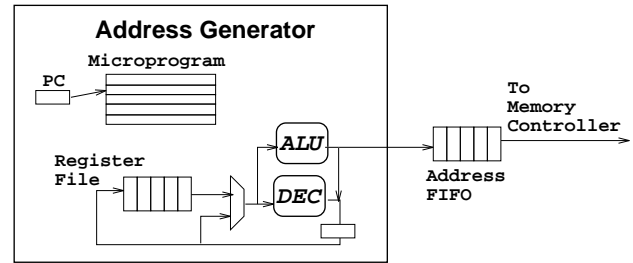 Address Generator
Microprogram
PC
To
Memory
Controller
ALU
Register
File
DEC
Address
FIFO